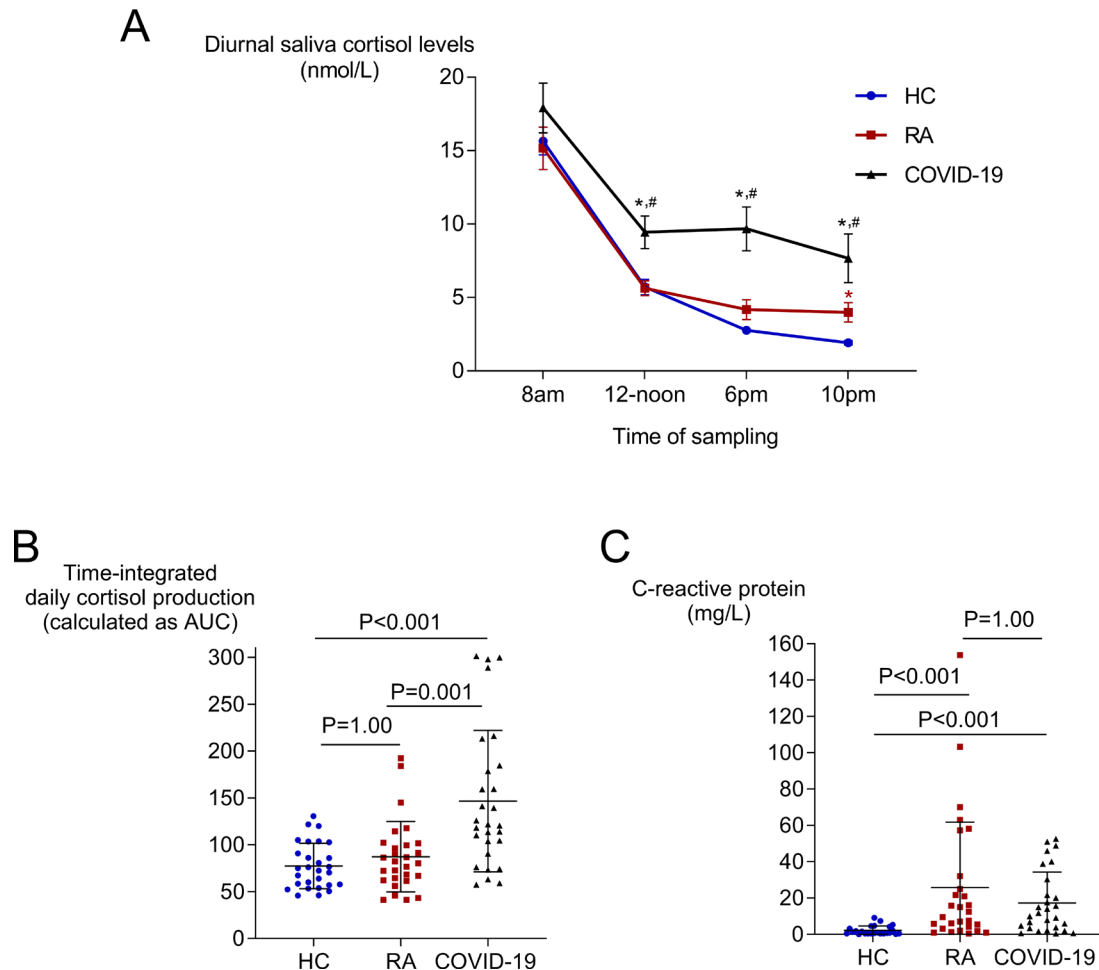 A
Diurnal saliva cortisol levels
(nmol/L)
20
15
10
5
0
HC
RA
COVID-19
*,#
*,#
*,#
*
8am 12-noon 6pm 10pm
Time of sampling
B
Time-integrated
daily cortisol production
(calculated as AUC)
P<0.001
P=0.001
P=1.00
300
250
200
150
100
50
0
HC RA COVID-19
C
C-reactive protein
(mg/L)
P=1.00
P<0.001
P<0.001
160
140
120
100
80
60
40
20
0
HC RA COVID-19